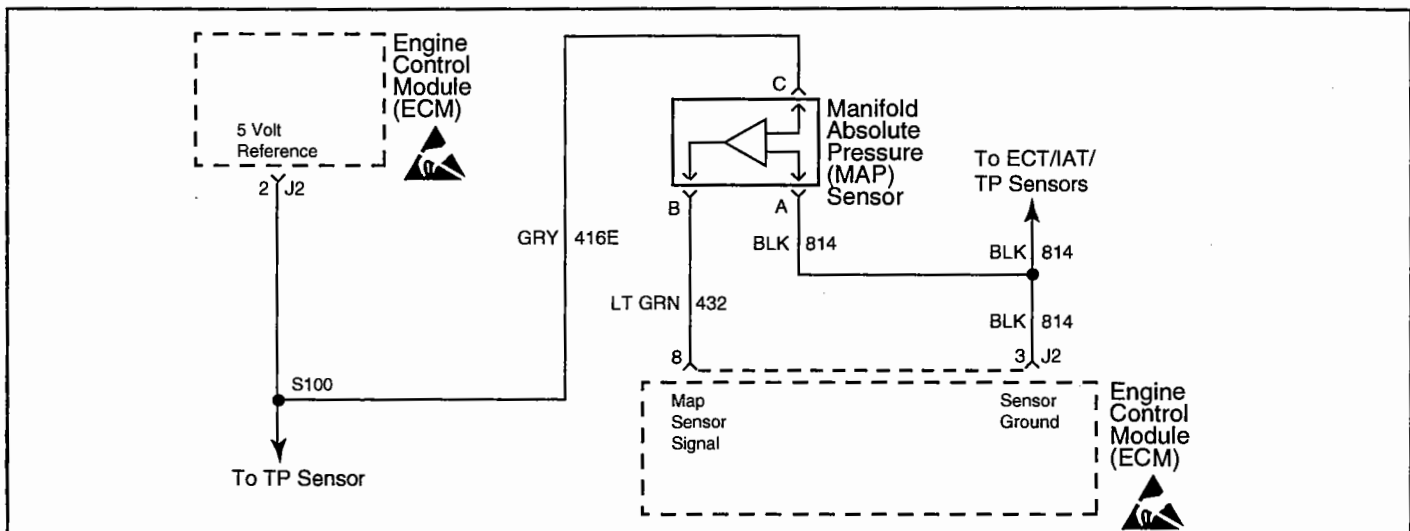 Engine
Control
Module
(ECM)
5 Volt
Reference
2 J2
GRY 416E
S100
To TP Sensor
C
Manifold
Absolute
Pressure
(MAP)
Sensor
B
A
BLK 814
LT GRN 432
To ECT/IAT/
TP Sensors
BLK 814
BLK 814
8
3 J2
Map
Sensor
Signal
Sensor
Ground
Engine
Control
Module
(ECM)